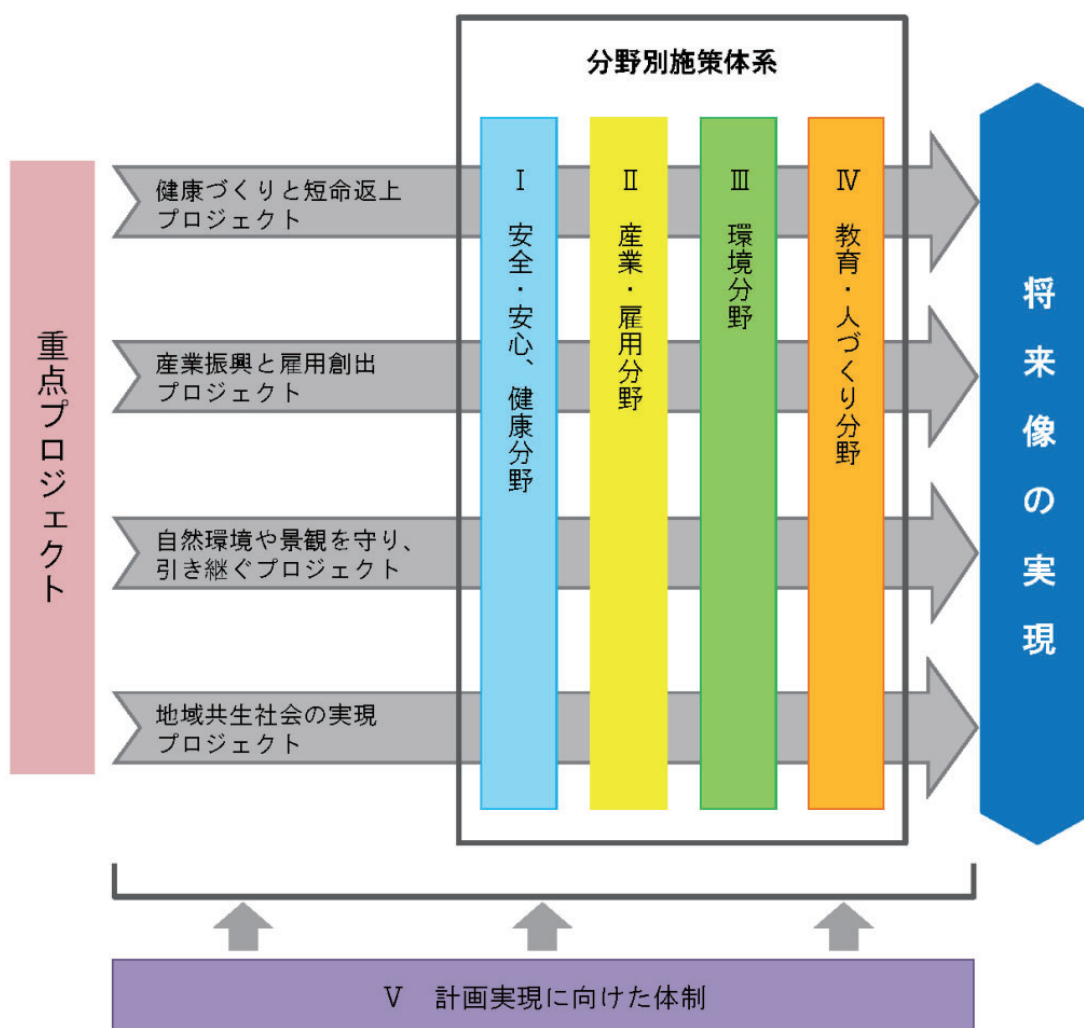 分野別施策体系
重点プロジェクト
健康づくりと短命返上
プロジェクト
産業振興と雇用創出
プロジェクト
自然環境や景観を守り、
引き継ぐプロジェクト
地域共生社会の実現
プロジェクト
Ⅰ 安全・安心、健康分野
Ⅱ 産業・雇用分野
Ⅲ 環境分野
Ⅳ 教育・人づくり分野
将来像の実現
Ⅴ 計画実現に向けた体制